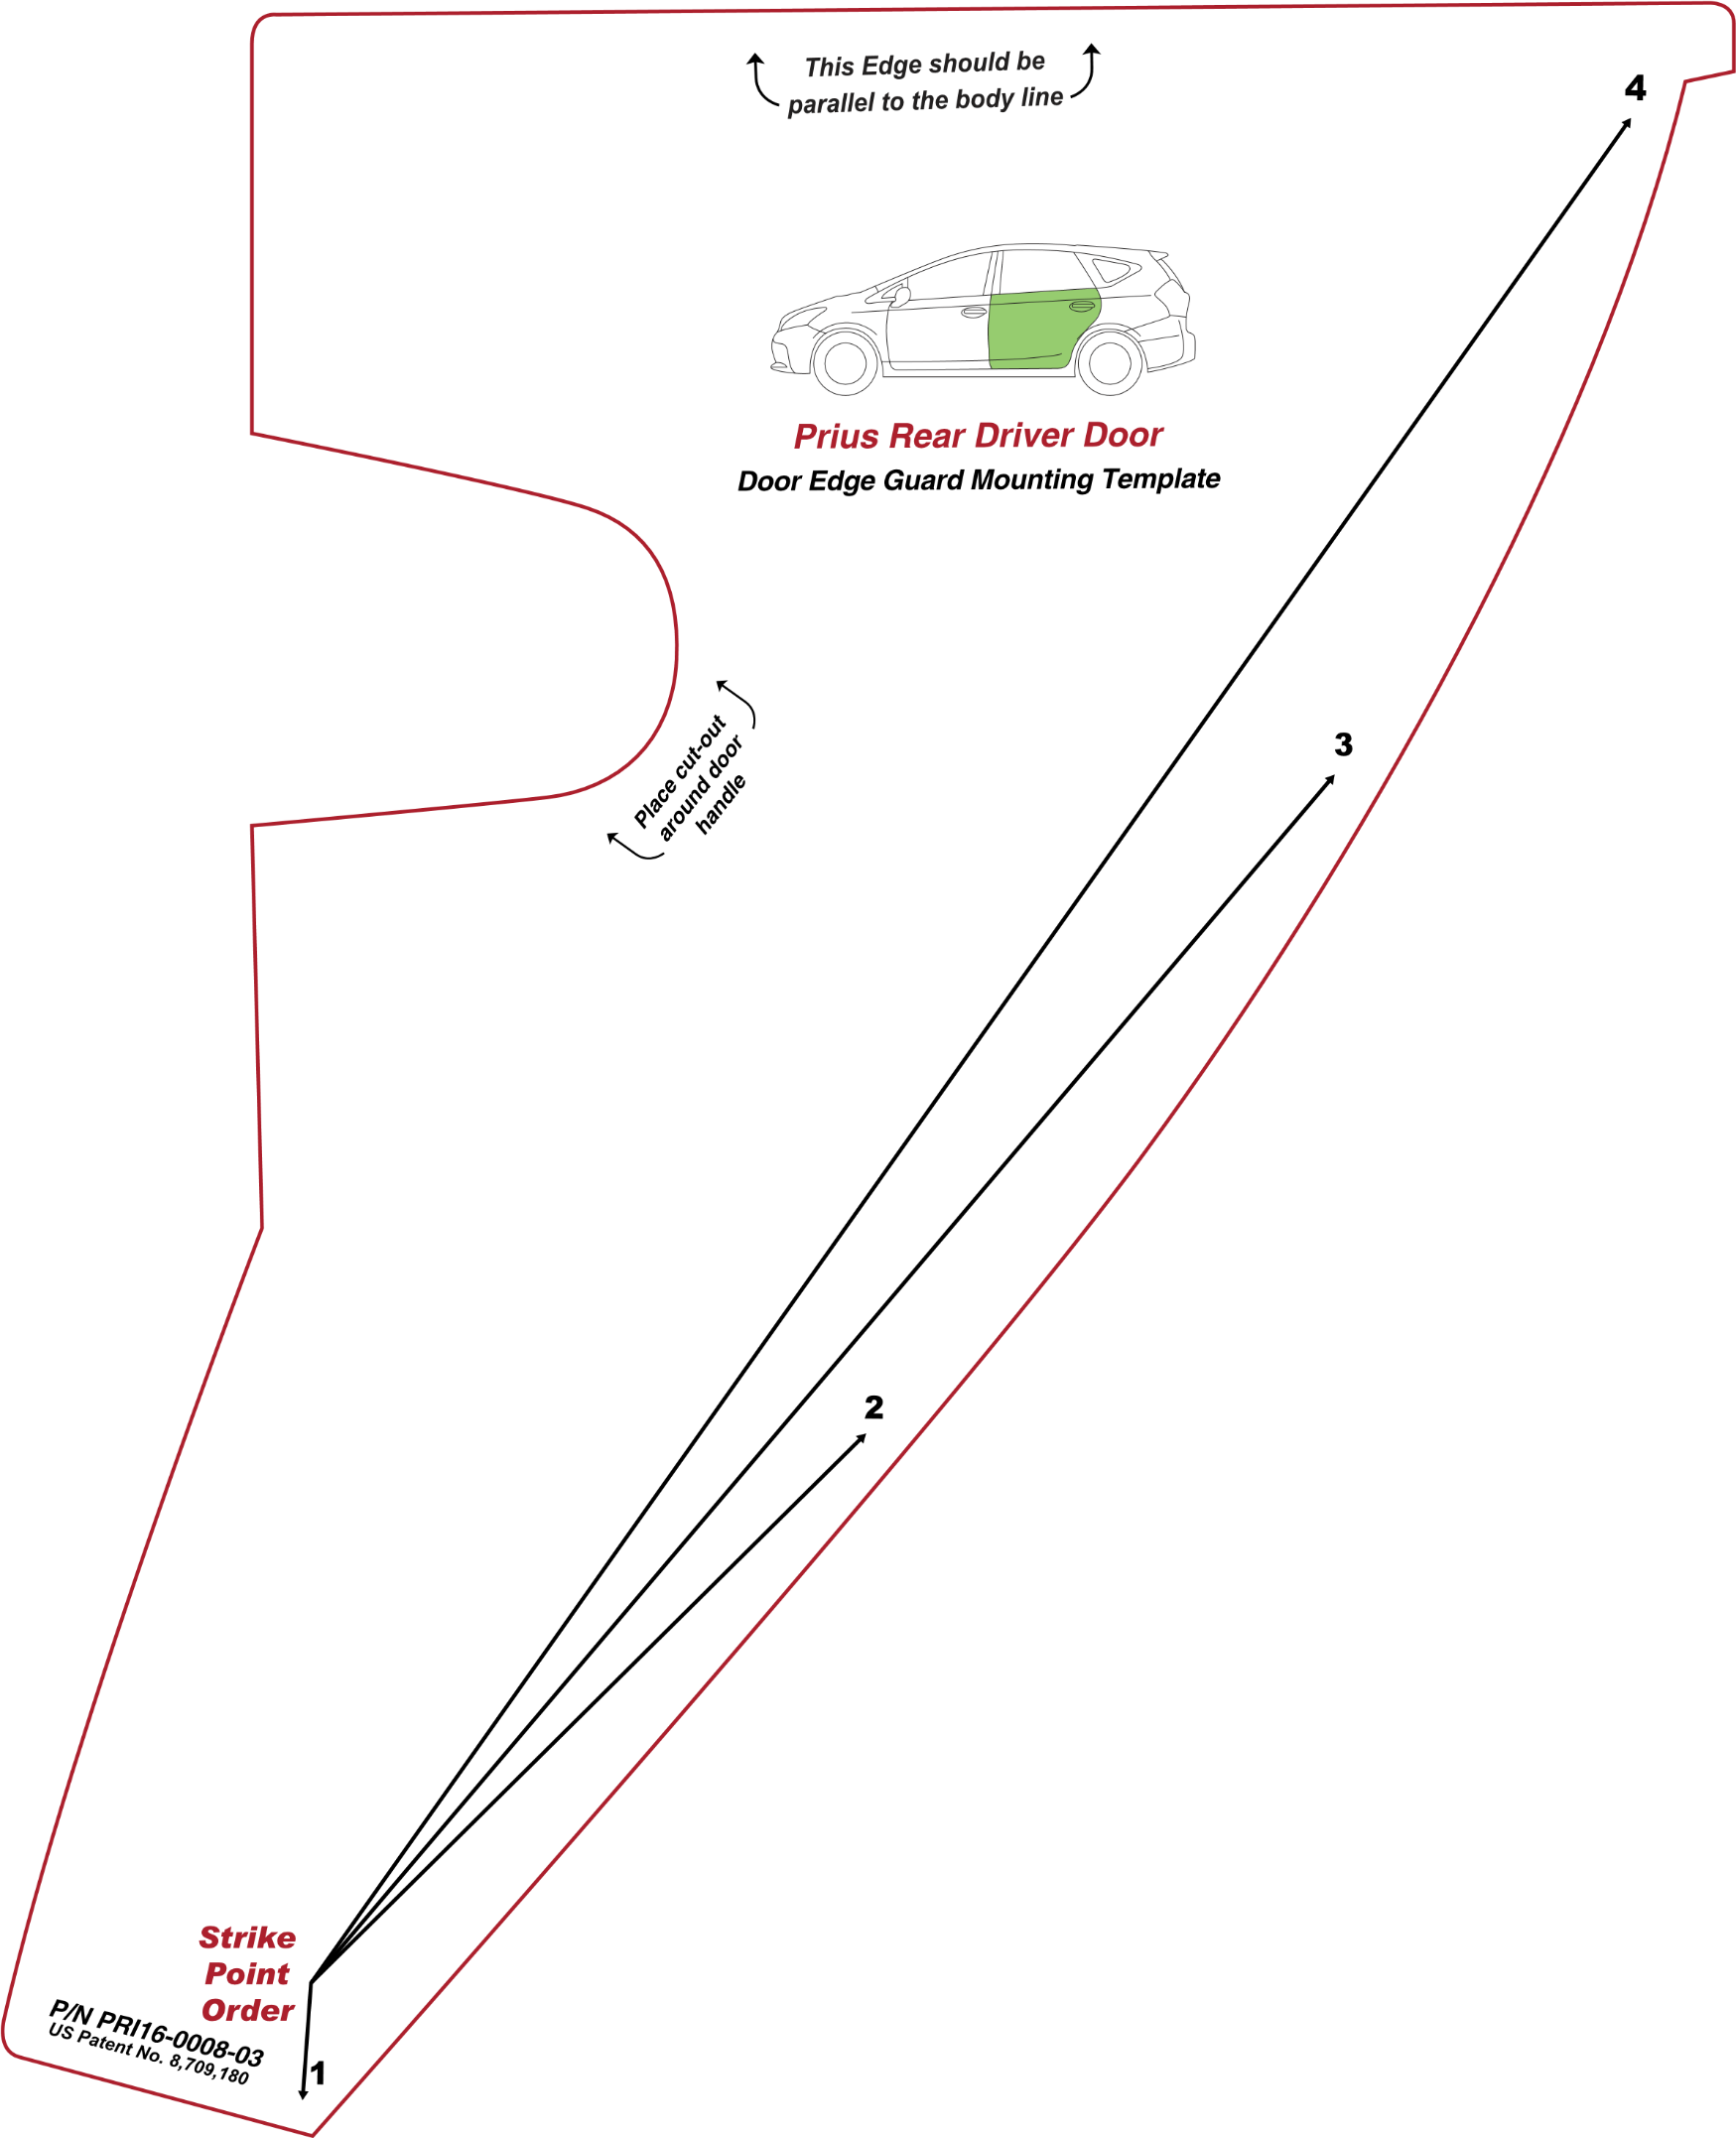 This Edge should be
parallel to the body line
4
Prius Rear Driver Door
Door Edge Guard Mounting Template
Place cut-out
around door
handle
3
2
Strike
Point
Order
P/N PRI16-0008-03
US Patent No. 8,709,180
1